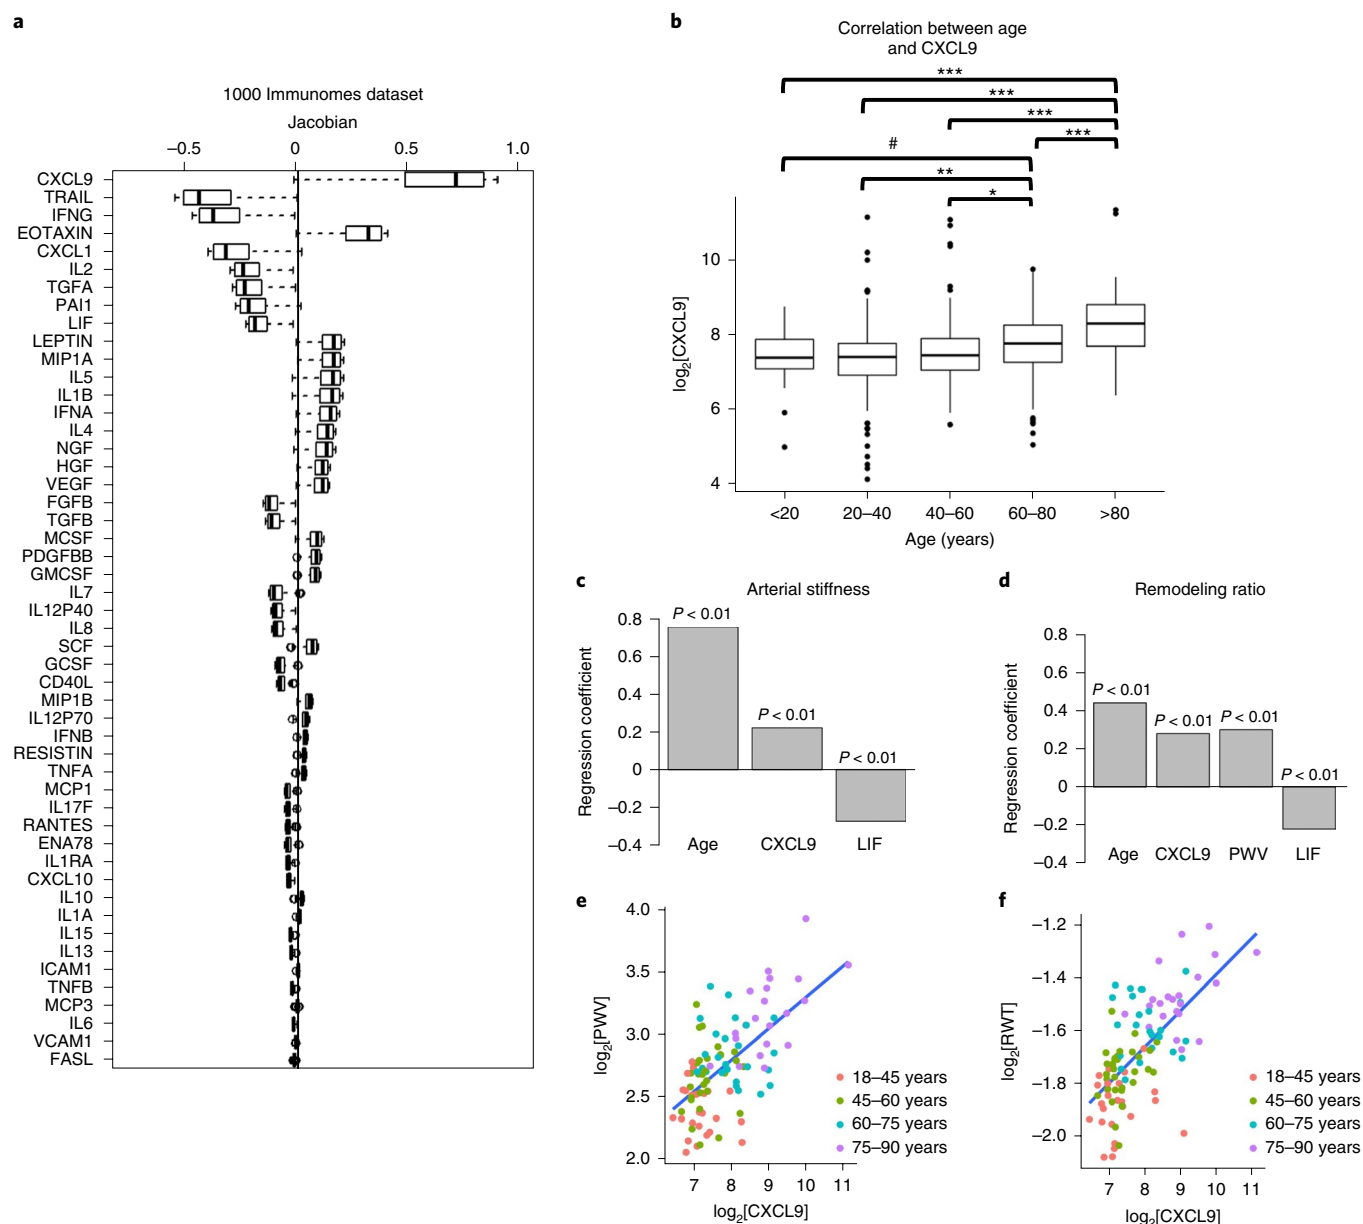 a
1000 Immunomes dataset
Jacobian
–0.5 0 0.5 1.0
CXCL9
TRAIL
IFNG
EOTAXIN
CXCL1
IL2
TGFA
PAI1
LIF
LEPTIN
MIP1A
IL5
IL1B
IFNA
IL4
NGF
HGF
VEGF
FGFB
TGFB
MCSF
PDGFBB
GMCSF
IL7
IL12P40
IL8
SCF
GCSF
CD40L
MIP1B
IL12P70
IFNB
RESISTIN
TNFA
MCP1
IL17F
RANTES
ENA78
IL1RA
CXCL10
IL10
IL1A
IL15
IL13
ICAM1
TNFB
MCP3
IL6
VCAM1
FASL
b
Correlation between age
and CXCL9
***
***
***
***
#
**
*
log2[CXCL9]
10
8
6
4
<20 20–40 40–60 60–80 >80
Age (years)
c
Arterial stiffness
Regression coefficient
0.8
0.6
0.4
0.2
0
–0.2
–0.4
P < 0.01
P < 0.01
P < 0.01
Age CXCL9 LIF
d
Remodeling ratio
Regression coefficient
0.8
0.6
0.4
0.2
0
–0.2
–0.4
P < 0.01
P < 0.01
P < 0.01
P < 0.01
Age CXCL9 PWV LIF
e
log2[PWV]
4.0
3.5
3.0
2.5
2.0
18–45 years
45–60 years
60–75 years
75–90 years
7 8 9 10 11
log2[CXCL9]
f
log2[RWT]
–1.2
–1.4
–1.6
–1.8
–2.0
18–45 years
45–60 years
60–75 years
75–90 years
7 8 9 10 11
log2[CXCL9]